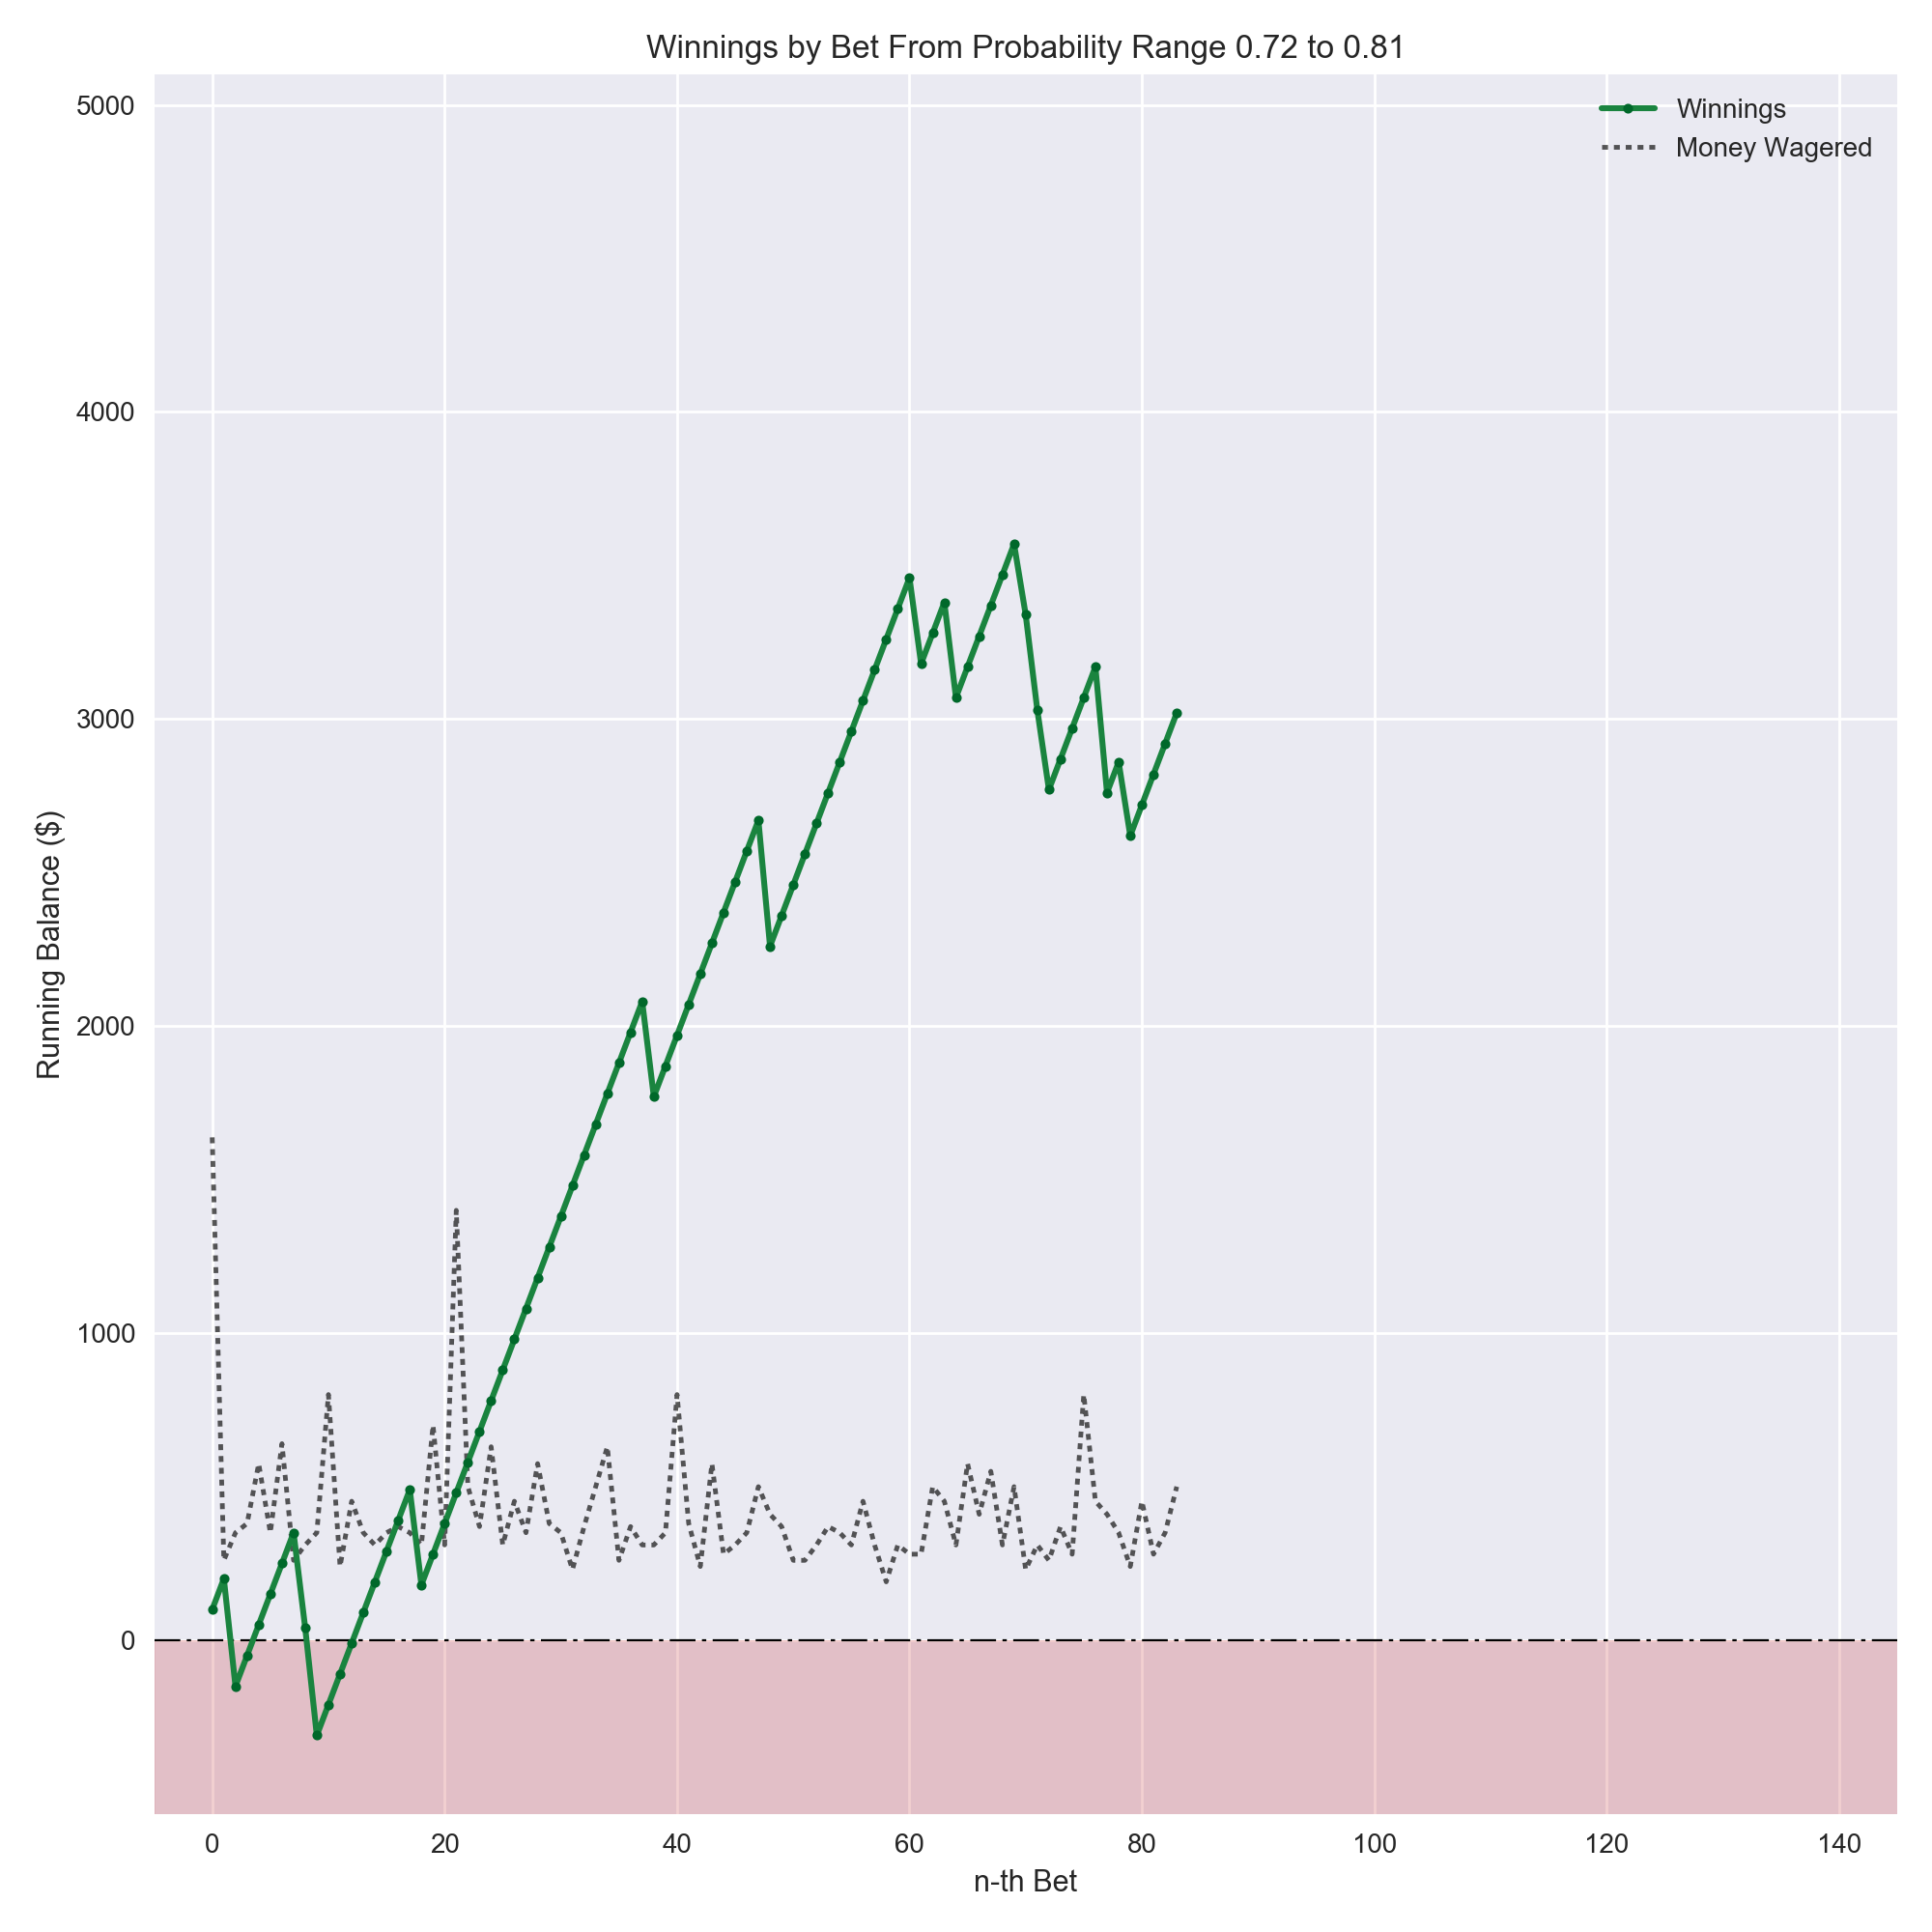 Winnings by Bet From Probability Range 0.72 to 0.81
Winnings
Money Wagered
5000
4000
3000
2000
1000
0
Running Balance ($)
0 20 40 60 80 100 120 140
n-th Bet